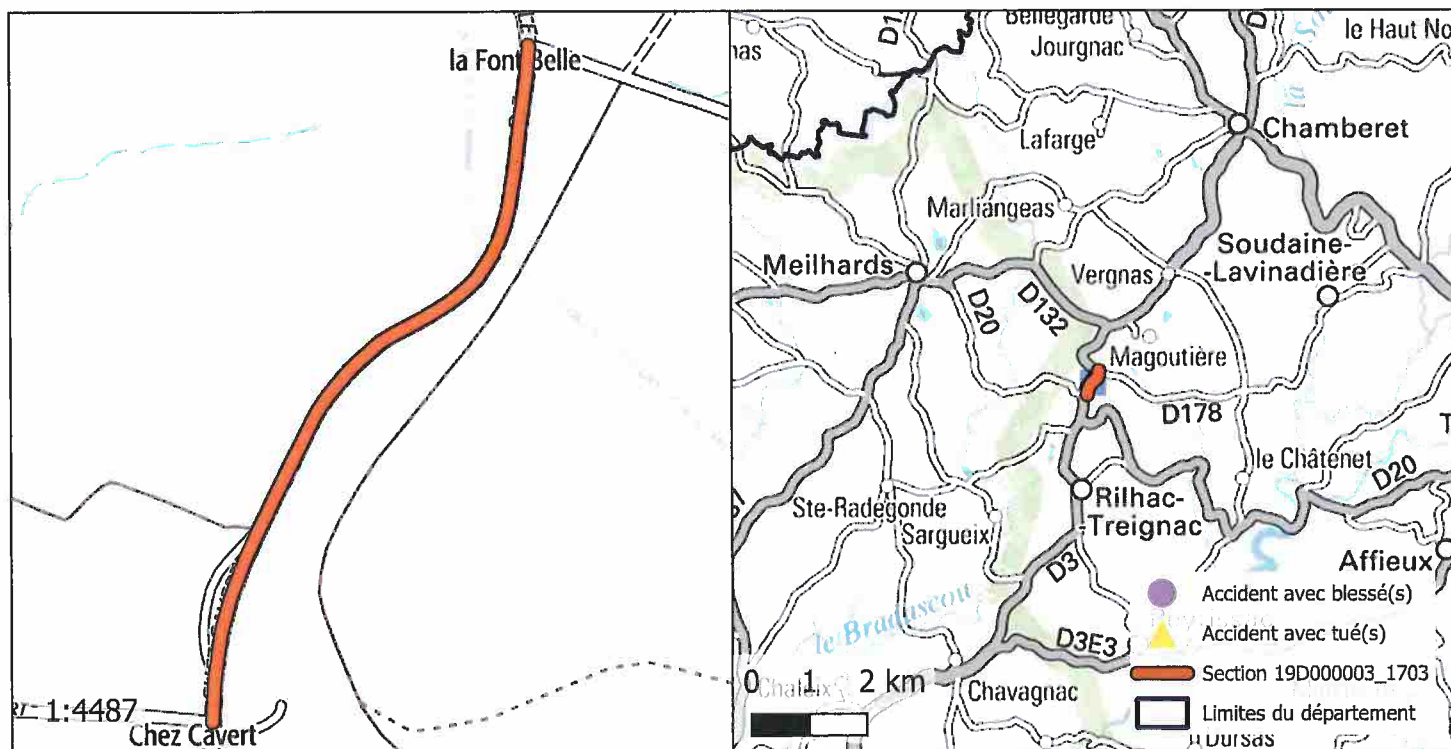 la Font Belle
1:4487
Chez Cavert
Bellegarde
Jourgnac
le Haut
Chamberet
Lafarge
Marliangeas
Soudaine-
-Lavinadière
Meilhards
Vergnas
D20
D132
Magoutière
D178
le Châtenet
D20
Ste-Radegonde
Rilhac-
-Treignac
Sargueix
Affieux
D3
le Braduscou
D3E3
Chavagnac
0 1 2 km
Accident avec blessé(s)
Accident avec tué(s)
Section 19D000003_1703
Limites du département